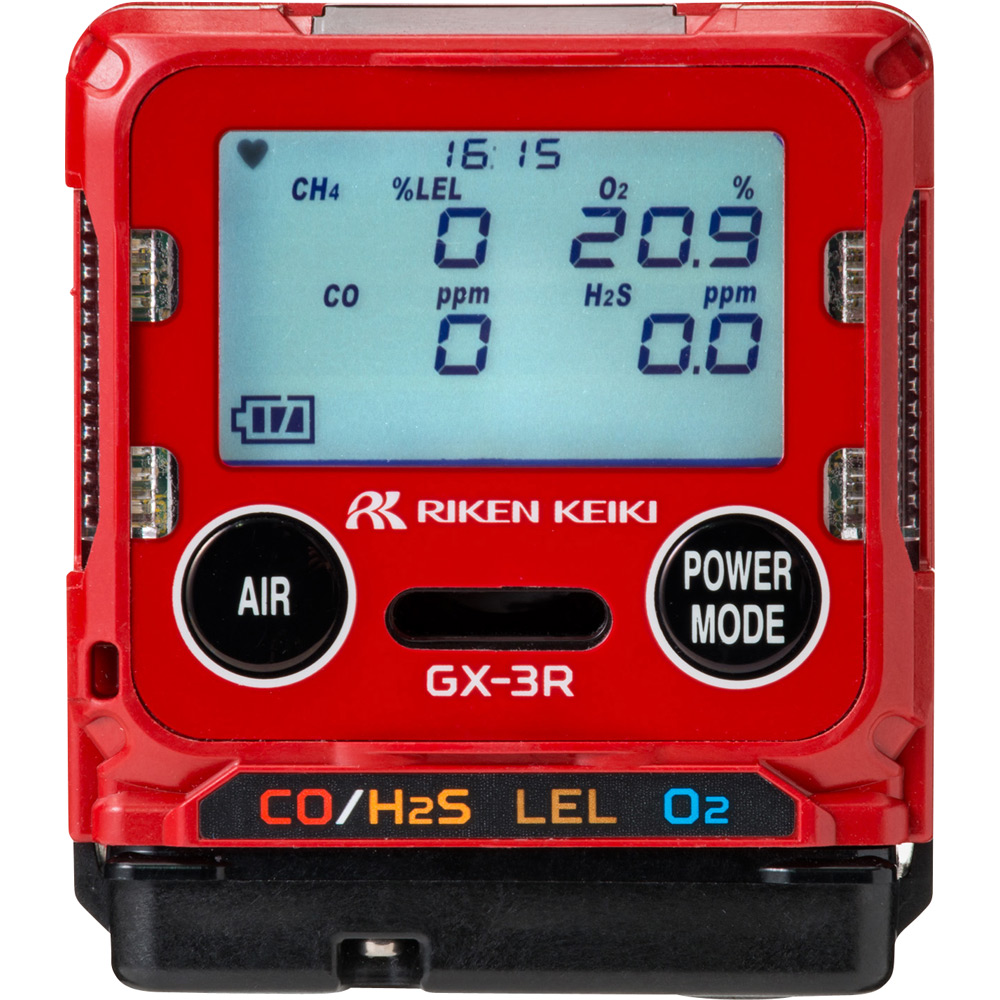 16:15
CH4 %LEL O2 %
0 20.9
CO ppm H2S ppm
0 0.0
RIKEN KEIKI
AIR
POWER
MODE
GX-3R
CO/H2S LEL O2